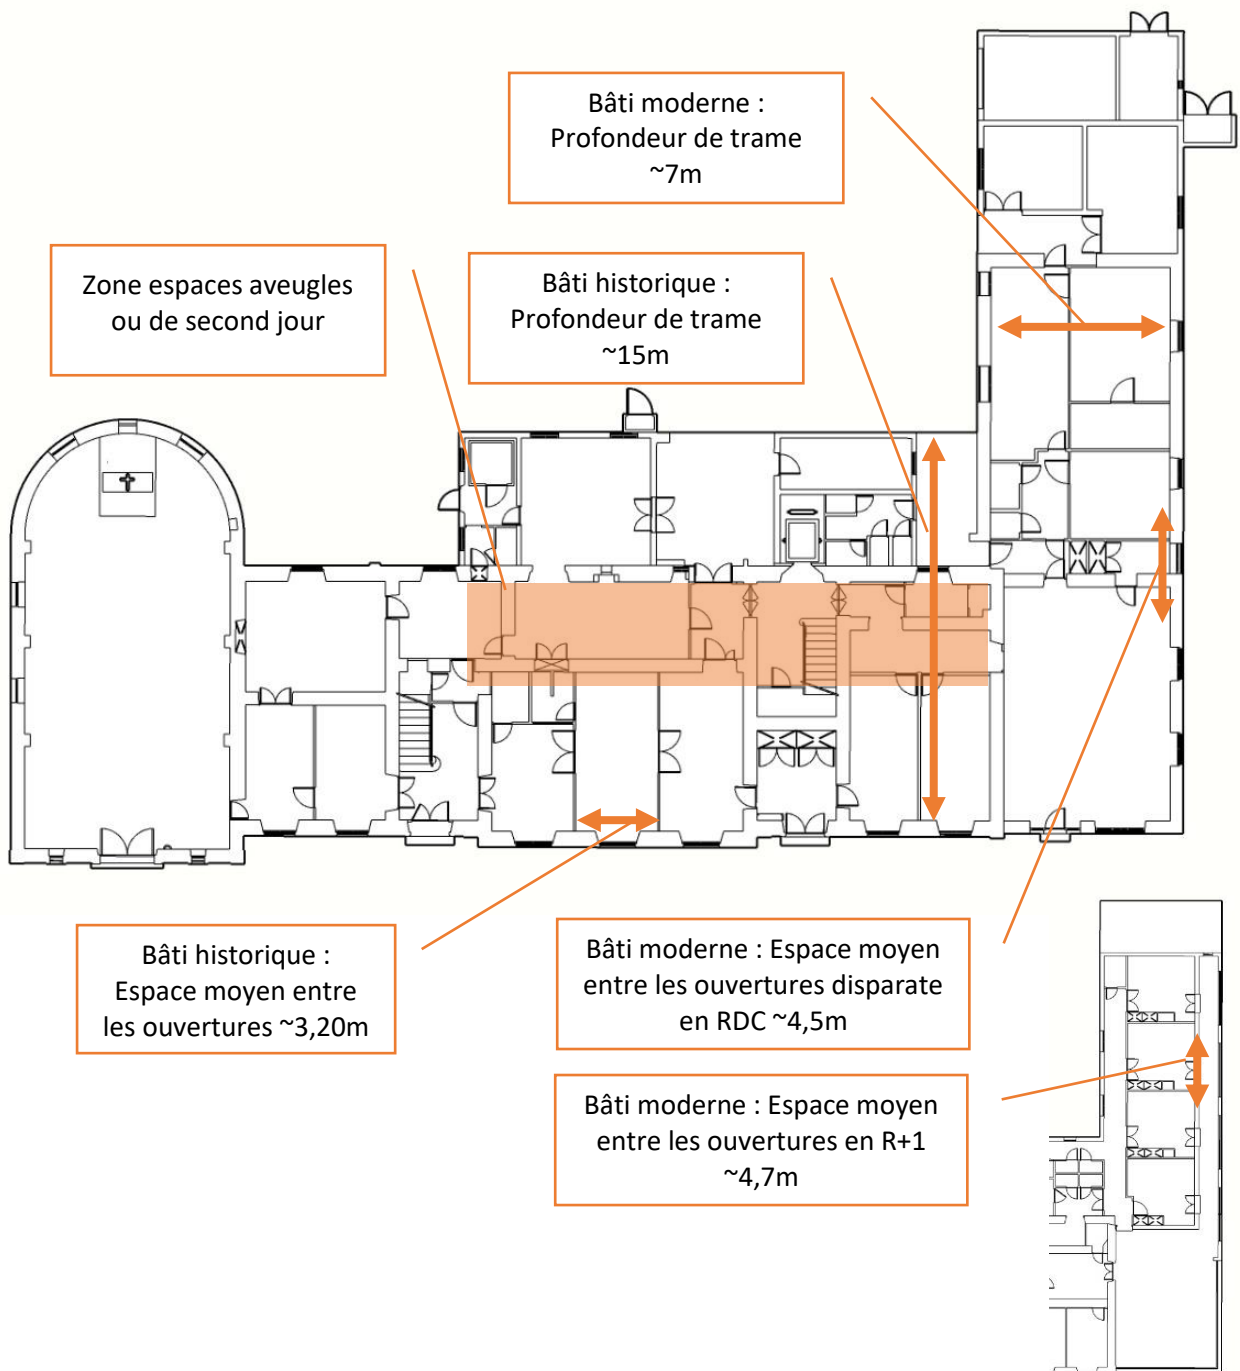 Bâti moderne :
Profondeur de trame
~7m
Zone espaces aveugles
ou de second jour
Bâti historique :
Profondeur de trame
~15m
Bâti historique :
Espace moyen entre
les ouvertures ~3,20m
Bâti moderne : Espace moyen
entre les ouvertures disparate
en RDC ~4,5m
Bâti moderne : Espace moyen
entre les ouvertures en R+1
~4,7m